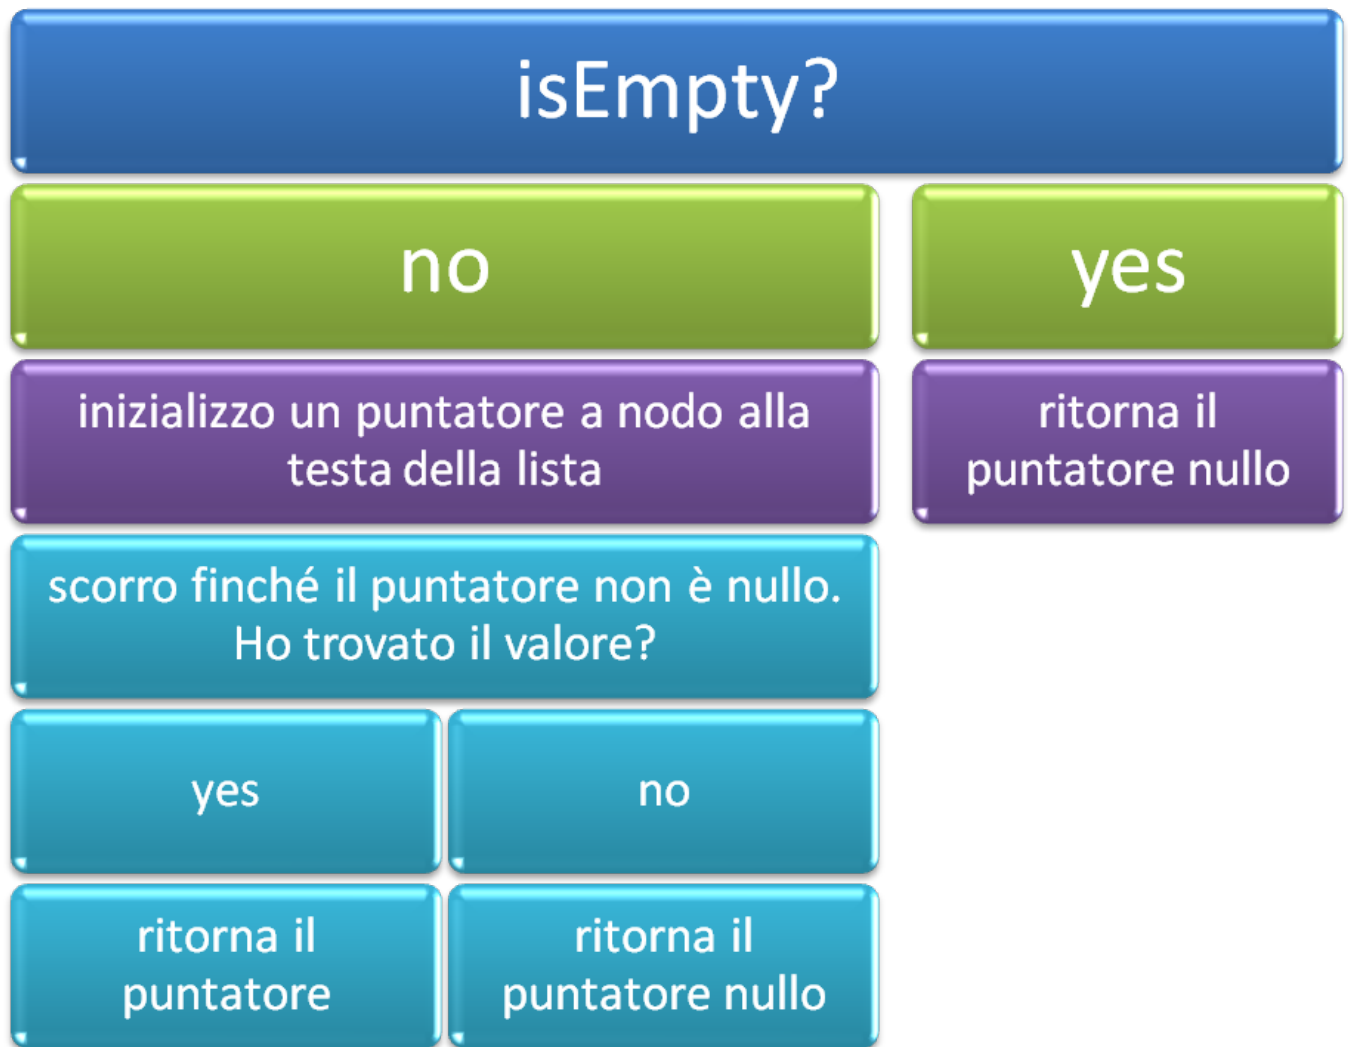 isEmpty?
no
yes
inizializzo un puntatore a nodo alla
testa della lista
ritorna il
puntatore nullo
scorro finché il puntatore non è nullo.
Ho trovato il valore?
yes
no
ritorna il
puntatore
ritorna il
puntatore nullo